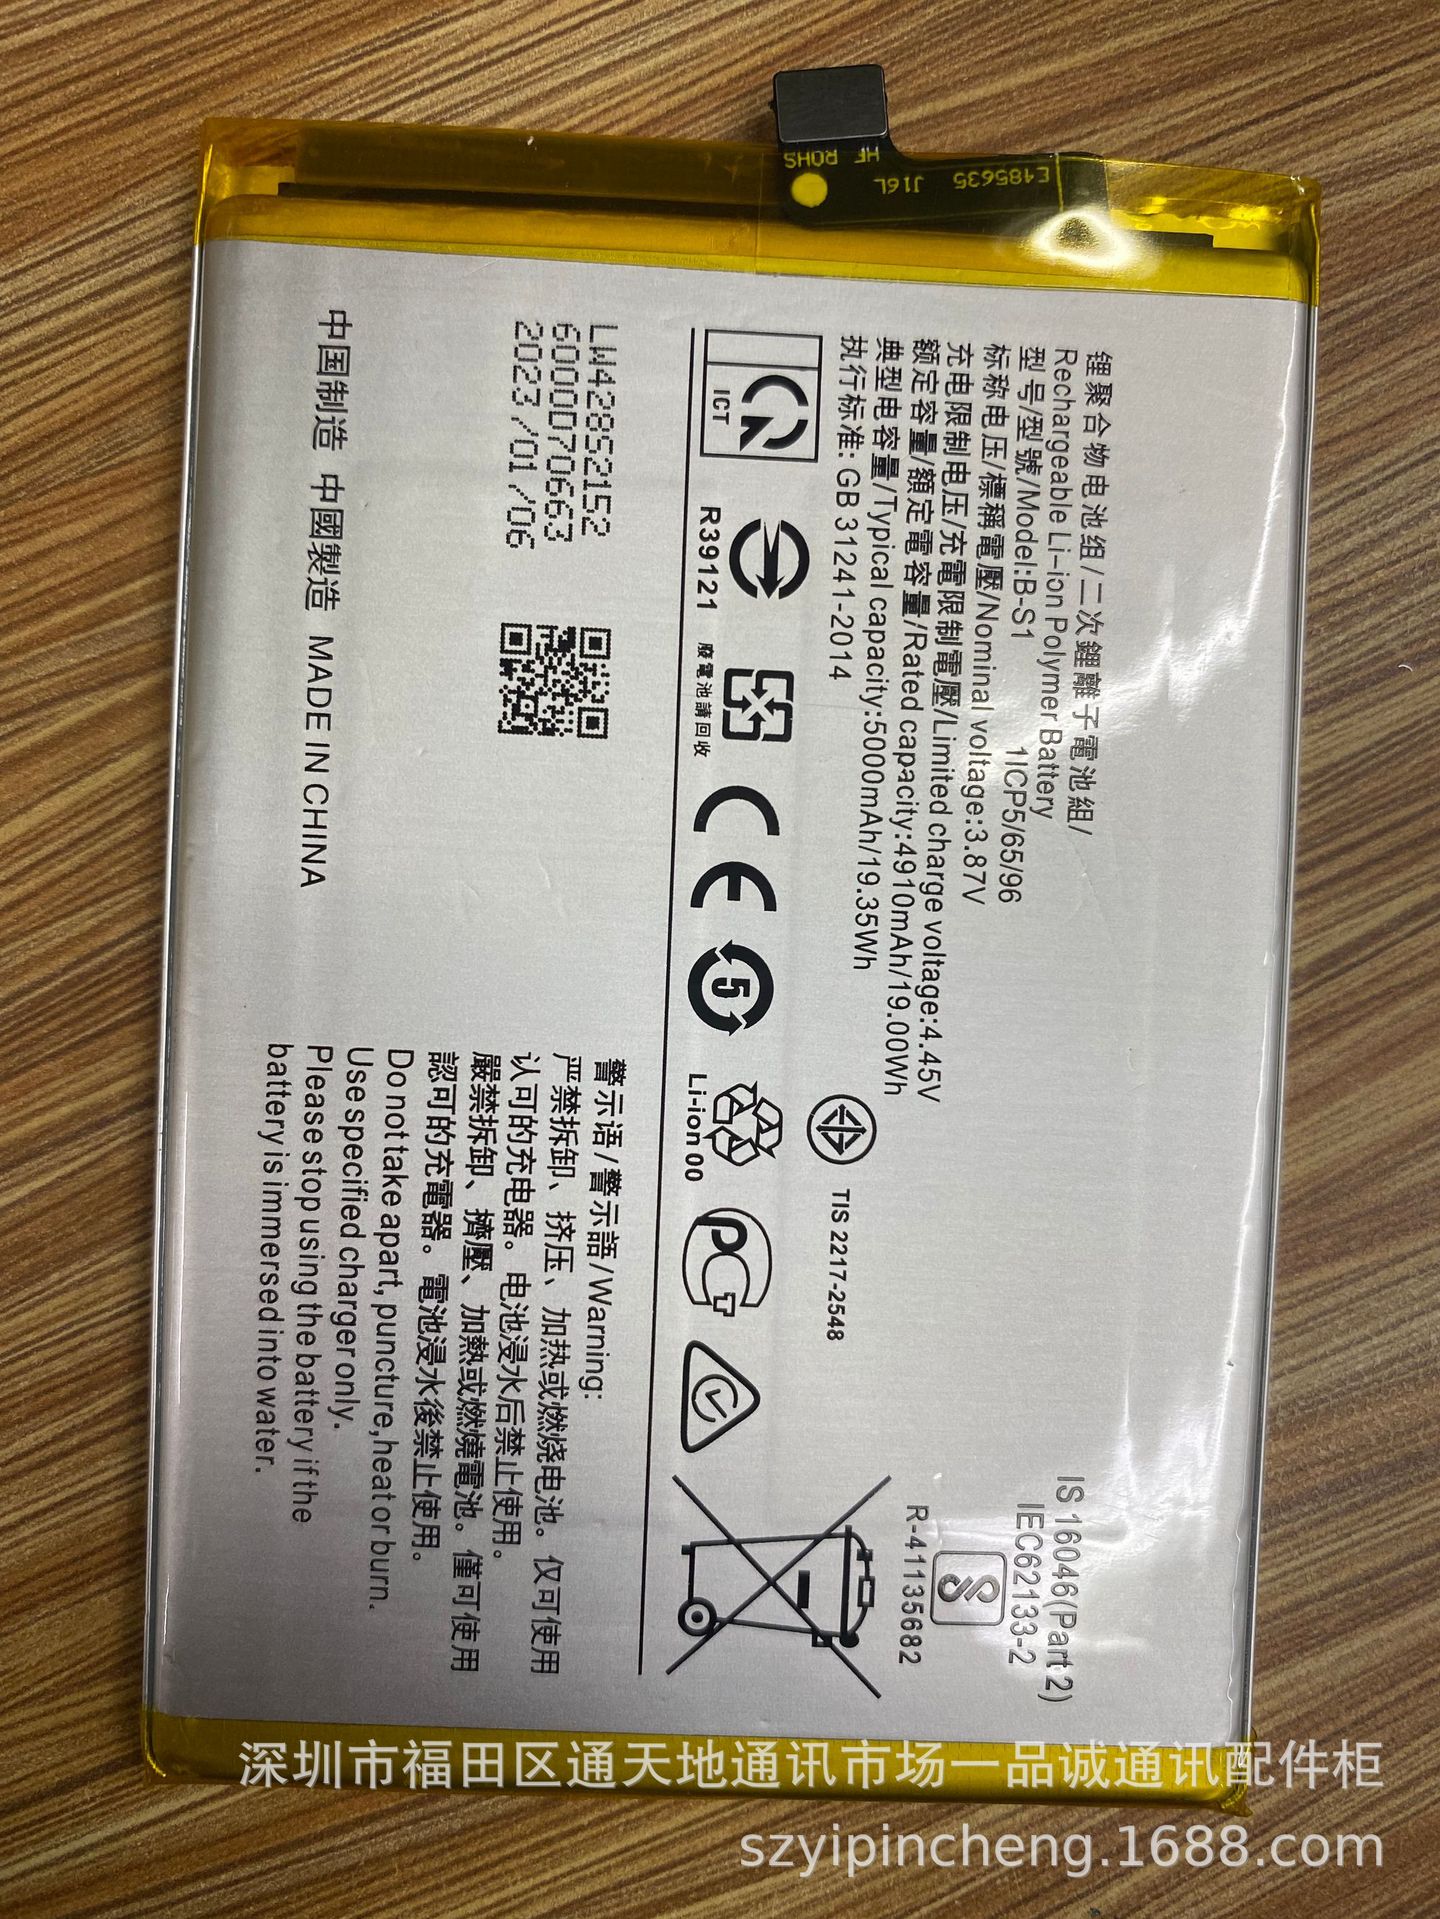 HF ROHS
E485635 J16L
锂聚合物电池组/二次鋰離子電池組/
Rechargeable Li-ion Polymer Battery
型号/型號/Model:B-S1 1ICP5/65/96
标称电压/標稱電壓/Nominal voltage:3.87V
充电限制电压/充電限制電壓/Limited charge voltage:4.45V
额定容量/額定電容量/Rated capacity:4910mAh/19.00Wh
典型电容量/Typical capacity:5000mAh/19.35Wh
执行标准: GB 31241-2014
TIS 2217-2548
IS 16046(Part 2)
IEC62133-2
R-41135682
ICT
R39121
廢電池請回收
CE
5
Li-ion 00
PCT
LW42852152
6000D70663
2023/01/06
警示语/警示語/Warning:
严禁拆卸、挤压、加热或燃烧电池。仅可使用
认可的充电器。电池浸水后禁止使用。
嚴禁拆卸、擠壓、加熱或燃燒電池。僅可使用
認可的充電器。電池浸水後禁止使用。
Do not take apart, puncture, heat or burn.
Use specified charger only.
Please stop using the battery if the
battery is immersed into water.
中国制造 中國製造 MADE IN CHINA
深圳市福田区通天地通讯市场一品诚通讯配件柜
szyipincheng.1688.com